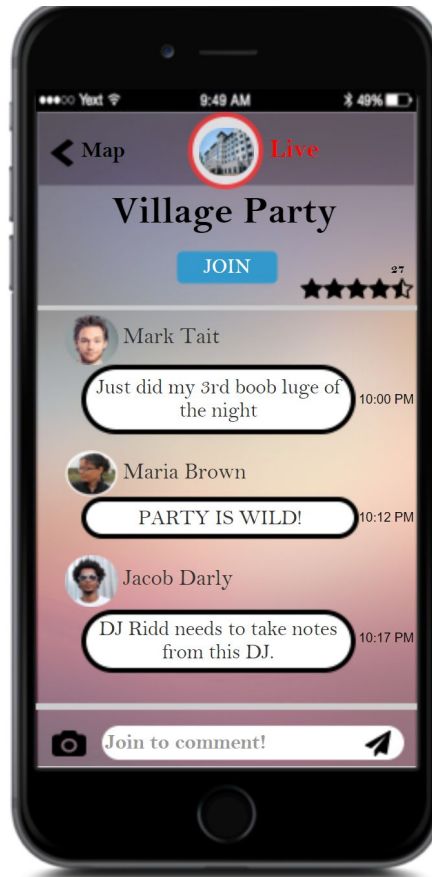 Yext 9:49 AM 49%
Map Live
Village Party
JOIN
27
Mark Tait
Just did my 3rd boob luge of
the night
10:00 PM
Maria Brown
PARTY IS WILD!
10:12 PM
Jacob Darly
DJ Ridd needs to take notes
from this DJ.
10:17 PM
Join to comment!